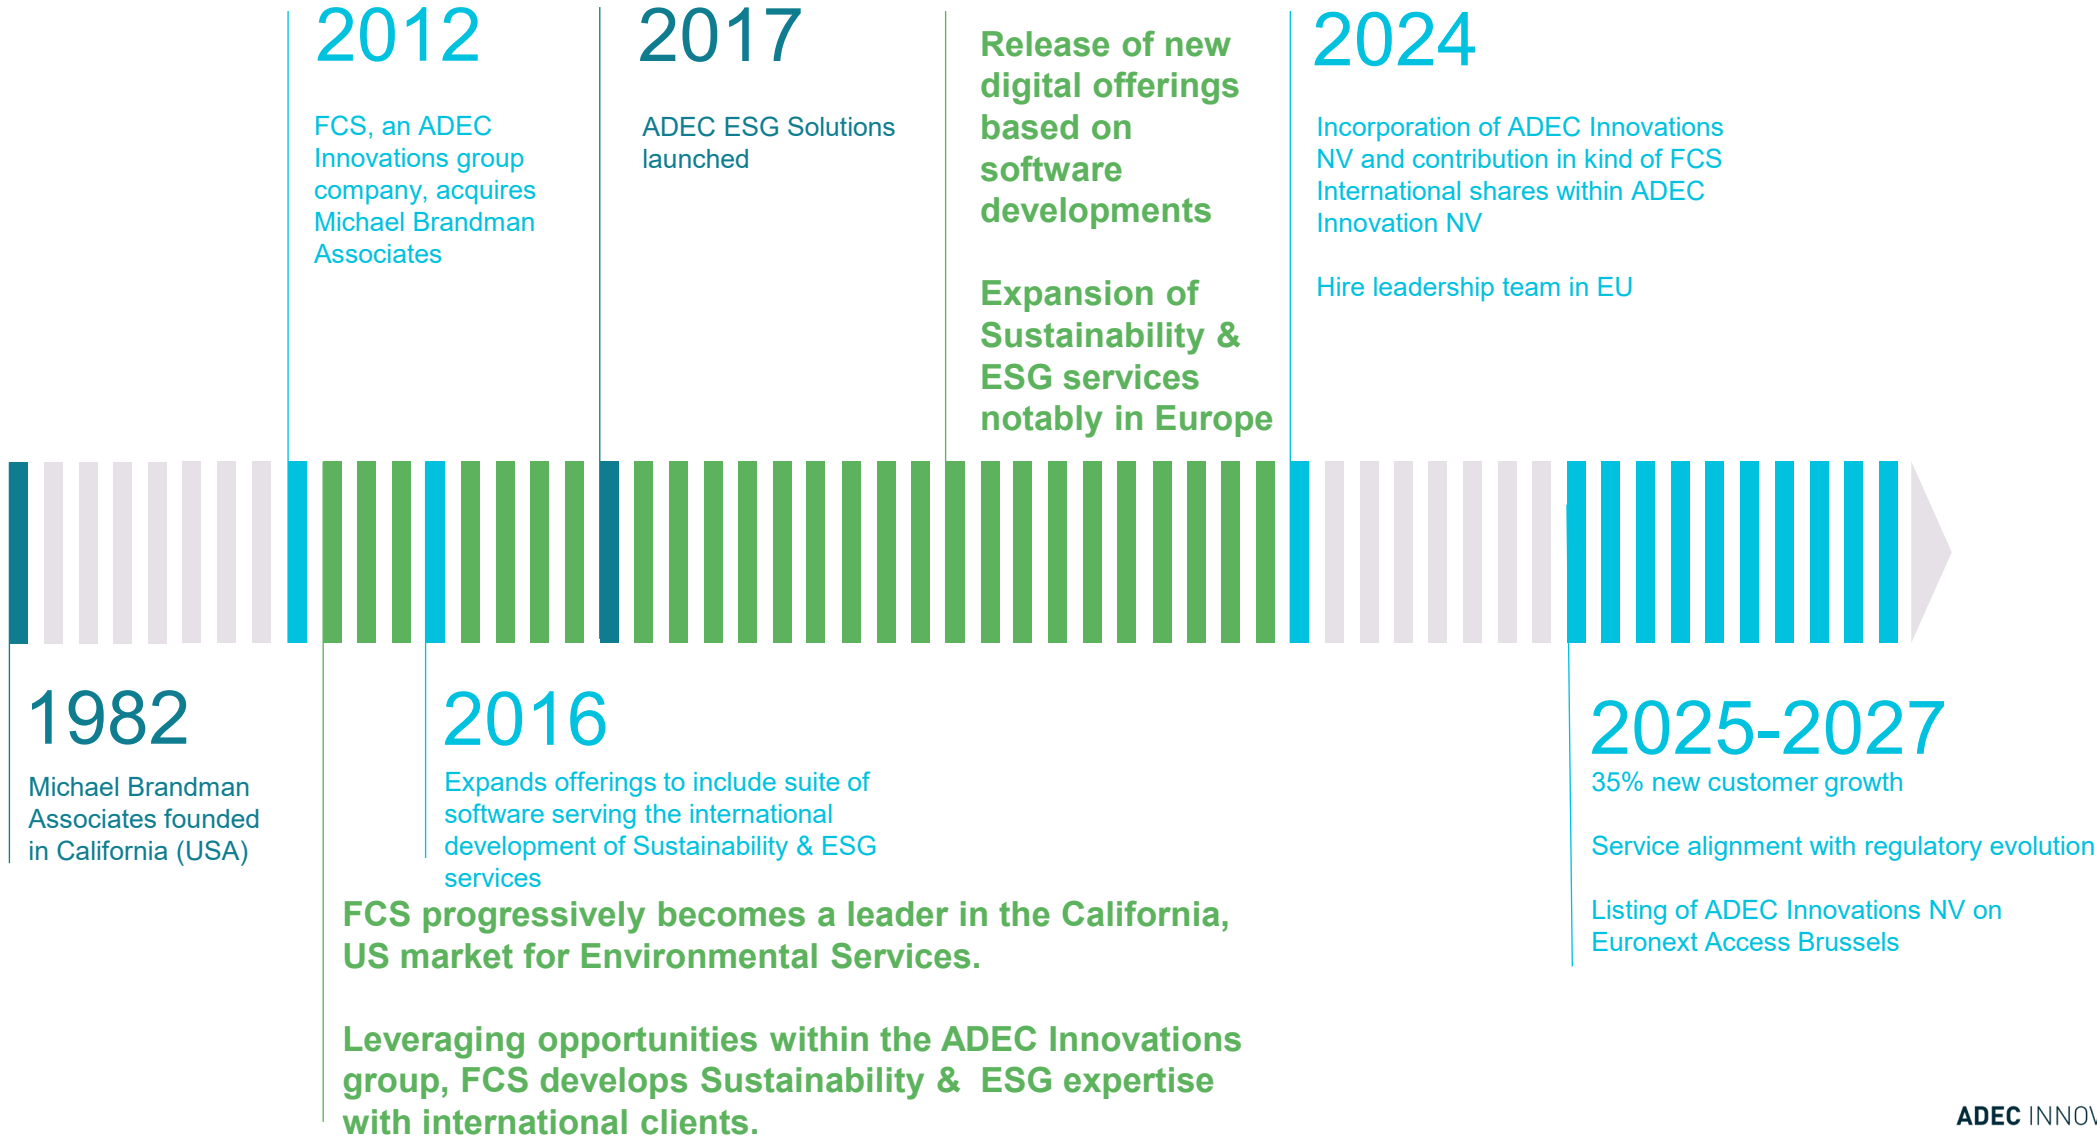 2012
FCS, an ADEC
Innovations group
company, acquires
Michael Brandman
Associates
2017
ADEC ESG Solutions
launched
Release of new
digital offerings
based on
software
developments
Expansion of
Sustainability &
ESG services
notably in Europe
2024
Incorporation of ADEC Innovations
NV and contribution in kind of FCS
International shares within ADEC
Innovation NV
Hire leadership team in EU
1982
Michael Brandman
Associates founded
in California (USA)
2016
Expands offerings to include suite of
software serving the international
development of Sustainability & ESG
services
FCS progressively becomes a leader in the California,
US market for Environmental Services.
Leveraging opportunities within the ADEC Innovations
group, FCS develops Sustainability & ESG expertise
with international clients.
2025-2027
35% new customer growth
Service alignment with regulatory evolution
Listing of ADEC Innovations NV on
Euronext Access Brussels
ADEC